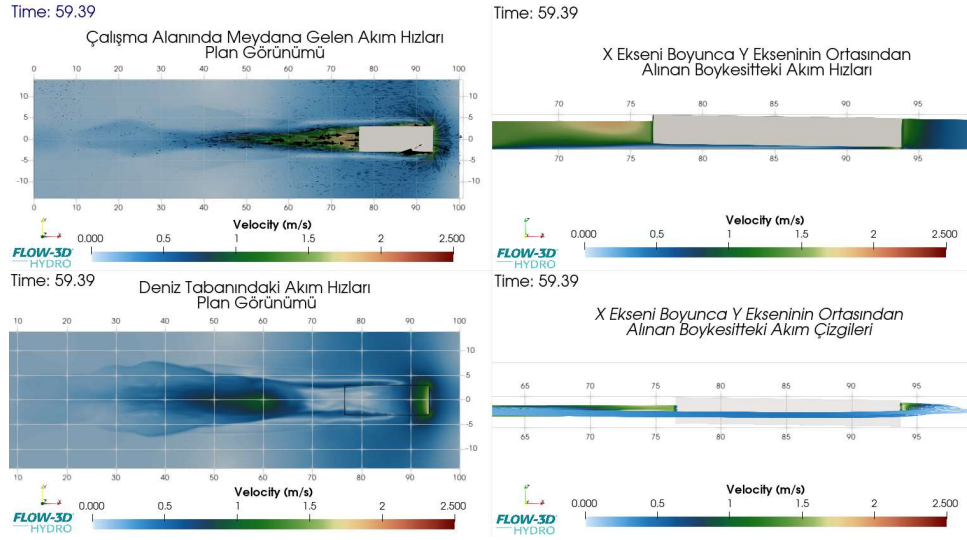 Time: 59.39
Çalışma Alanında Meydana Gelen Akım Hızları
Plan Görünümü
0 10 20 30 40 50 60 70 80 90 100
10 10
5 5
0 0
-5 -5
-10 -10
0 10 20 30 40 50 60 70 80 90 100
Velocity (m/s)
0.000 0.5 1 1.5 2 2.500
FLOW-3D
HYDRO
Time: 59.39
X Ekseni Boyunca Y Ekseninin Ortasından
Alınan Boykesitteki Akım Hızları
70 75 80 85 90 95
70 75 80 85 90 95
Velocity (m/s)
0.000 0.5 1 1.5 2 2.500
FLOW-3D
HYDRO
Time: 59.39
Deniz Tabanındaki Akım Hızları
Plan Görünümü
10 20 30 40 50 60 70 80 90 100
10
5
0
-5
-10
10 20 30 40 50 60 70 80 90 100
Velocity (m/s)
0.000 0.5 1 1.5 2 2.500
FLOW-3D
HYDRO
Time: 59.39
X Ekseni Boyunca Y Ekseninin Ortasından
Alınan Boykesitteki Akım Çizgileri
65 70 75 80 85 90 95
65 70 75 80 85 90 95
Velocity (m/s)
0.000 0.5 1 1.5 2 2.500
FLOW-3D
HYDRO